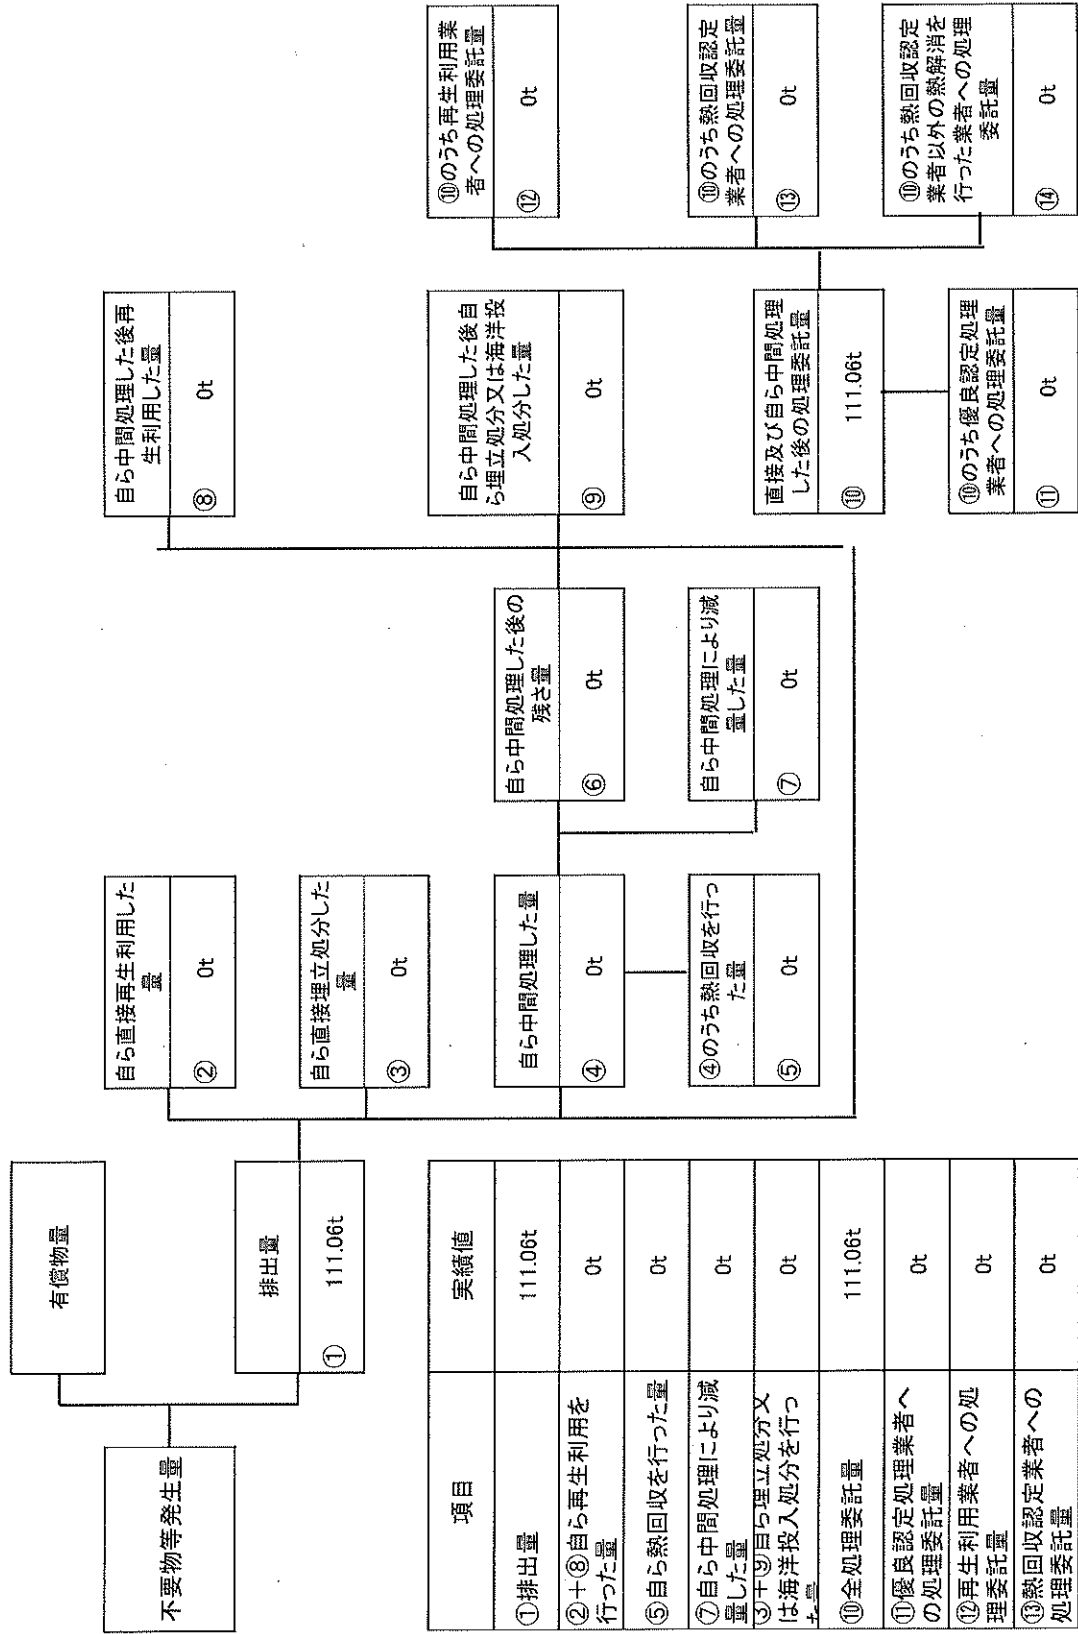 不要物等発生量
有償物量
排出量
① 111.06t
自ら直接再生利用した
量
② 0t
自ら直接埋立処分した
量
③ 0t
自ら中間処理した量
④ 0t
④のうち熱回収を行っ
た量
⑤ 0t
自ら中間処理した後の
残さ量
⑥ 0t
自ら中間処理により減
量した量
⑦ 0t
自ら中間処理した後再
生利用した量
⑧ 0t
自ら中間処理した後自
ら埋立処分又は海洋投
入処分した量
⑨ 0t
直接及び自ら中間処理
した後の処理委託量
⑩ 111.06t
⑩のうち優良認定処理
業者への処理委託量
⑪ 0t
⑩のうち再生利用業
者への処理委託量
⑫ 0t
⑩のうち熱回収認定
業者への処理委託量
⑬ 0t
⑩のうち熱回収認定
業者以外の熱解消を
行った業者への処理
委託量
⑭ 0t
項目 実績値
①排出量 111.06t
②+⑧自ら再生利用を
行った量 0t
⑤自ら熱回収を行った量 0t
⑦自ら中間処理により減
量した量 0t
③+⑨自ら埋立処分又
は海洋投入処分を行っ
た量 0t
⑩全処理委託量 111.06t
⑪優良認定処理業者へ
の処理委託量 0t
⑫再生利用業者への処
理委託量 0t
⑬熱回収認定業者への
処理委託量 0t